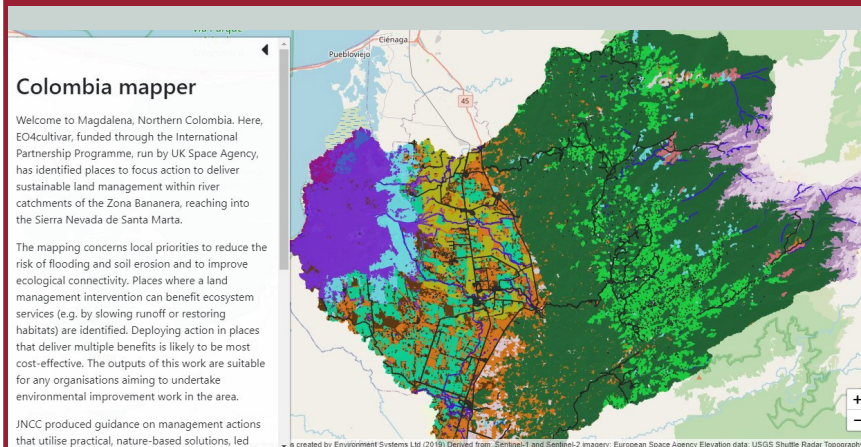 Via Parque
Ciénaga
Puebloviejo
45
Colombia mapper
Welcome to Magdalena, Northern Colombia. Here,
EO4cultivar, funded through the International
Partnership Programme, run by UK Space Agency,
has identified places to focus action to deliver
sustainable land management within river
catchments of the Zona Bananera, reaching into
the Sierra Nevada de Santa Marta.
The mapping concerns local priorities to reduce the
risk of flooding and soil erosion and to improve
ecological connectivity. Places where a land
management intervention can benefit ecosystem
services (e.g. by slowing runoff or restoring
habitats) are identified. Deploying action in places
that deliver multiple benefits is likely to be most
cost-effective. The outputs of this work are suitable
for any organisations aiming to undertake
environmental improvement work in the area.
JNCC produced guidance on management actions
that utilise practical, nature-based solutions, led
+
−
s created by Environment Systems Ltd (2019) Derived from: Sentinel-1 and Sentinel-2 imagery: European Space Agency Elevation data: USGS Shuttle Radar Topograph